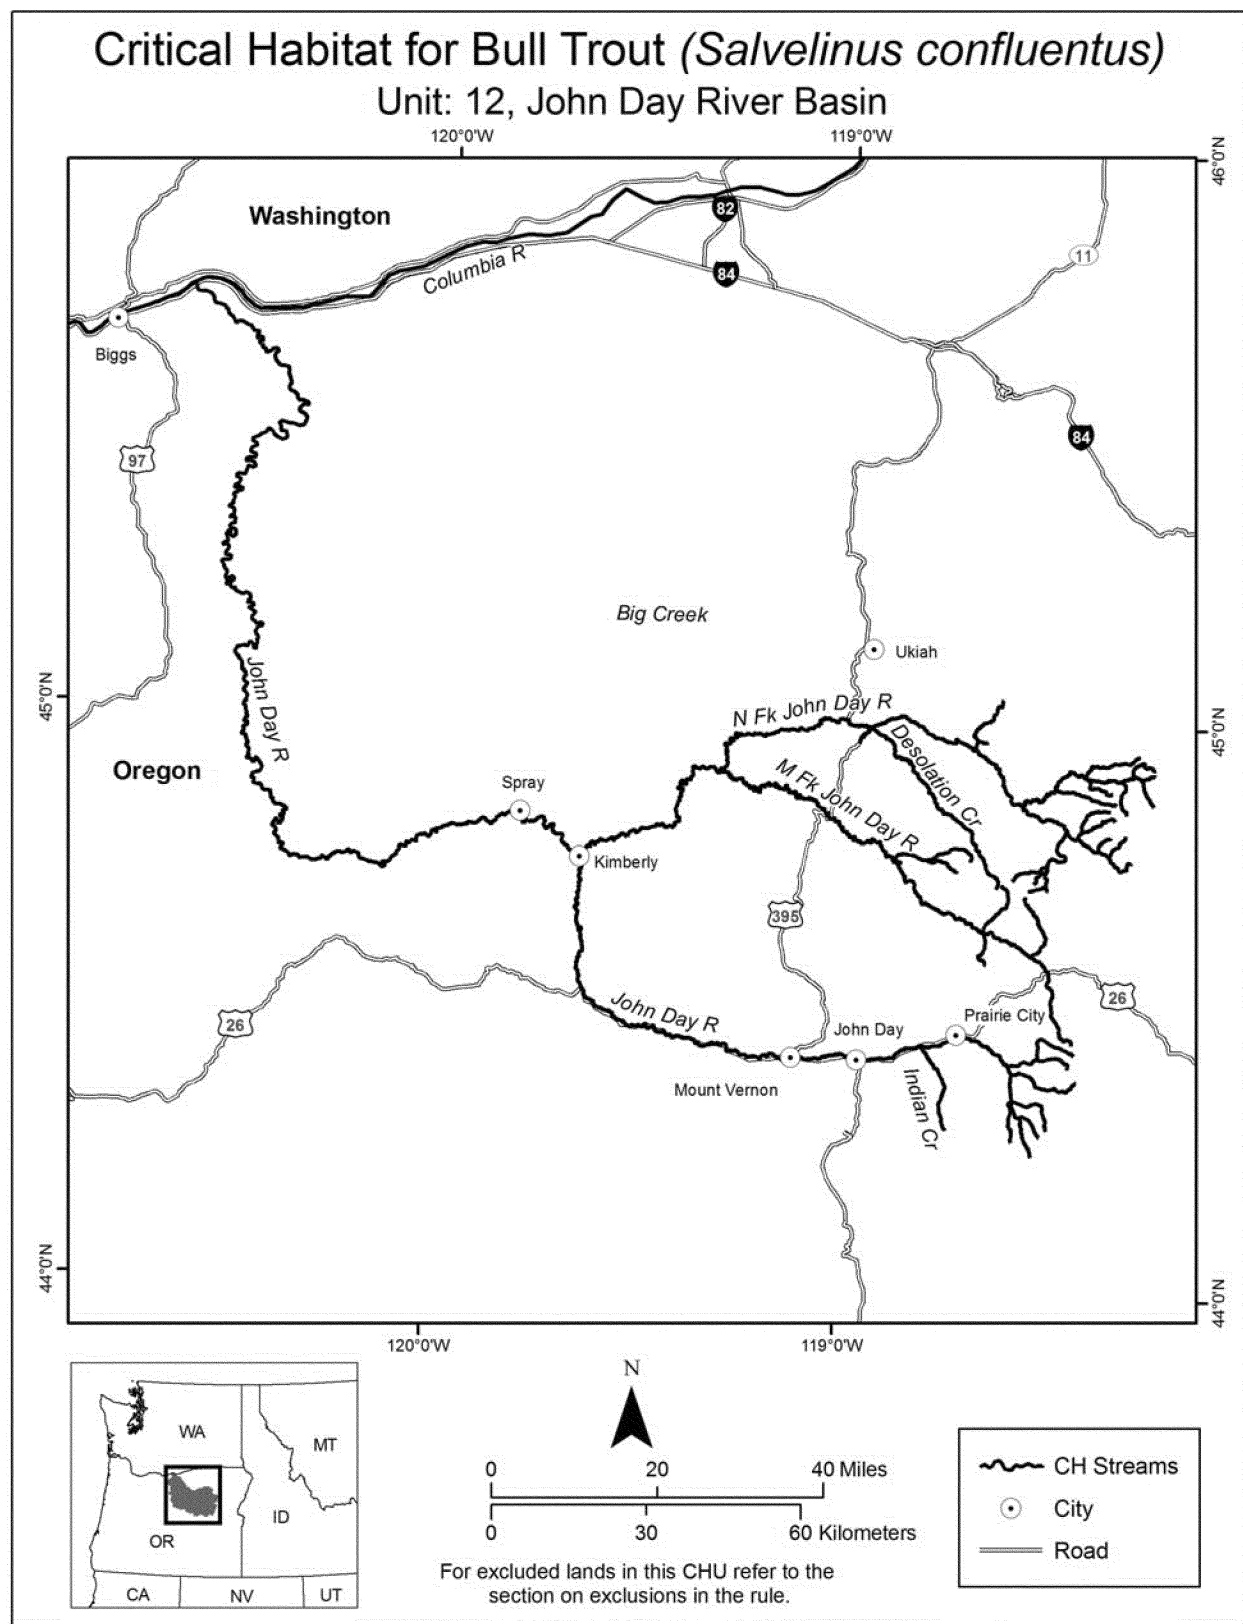 Critical Habitat for Bull Trout (Salvelinus confluentus)
Unit: 12, John Day River Basin
120°0'W
119°0'W
46°0'N
Washington
82
Columbia R
84
11
Biggs
97
84
Big Creek
Ukiah
45°0'N
John Day R
N Fk John Day R
Desolation Cr
45°0'N
Oregon
Spray
M Fk John Day R
Kimberly
395
26
John Day R
John Day
Prairie City
26
Mount Vernon
Indian Cr
44°0'N
44°0'N
120°0'W
119°0'W
WA
MT
OR
ID
CA
NV
UT
N
0 20 40 Miles
0 30 60 Kilometers
For excluded lands in this CHU refer to the
section on exclusions in the rule.
CH Streams
City
Road